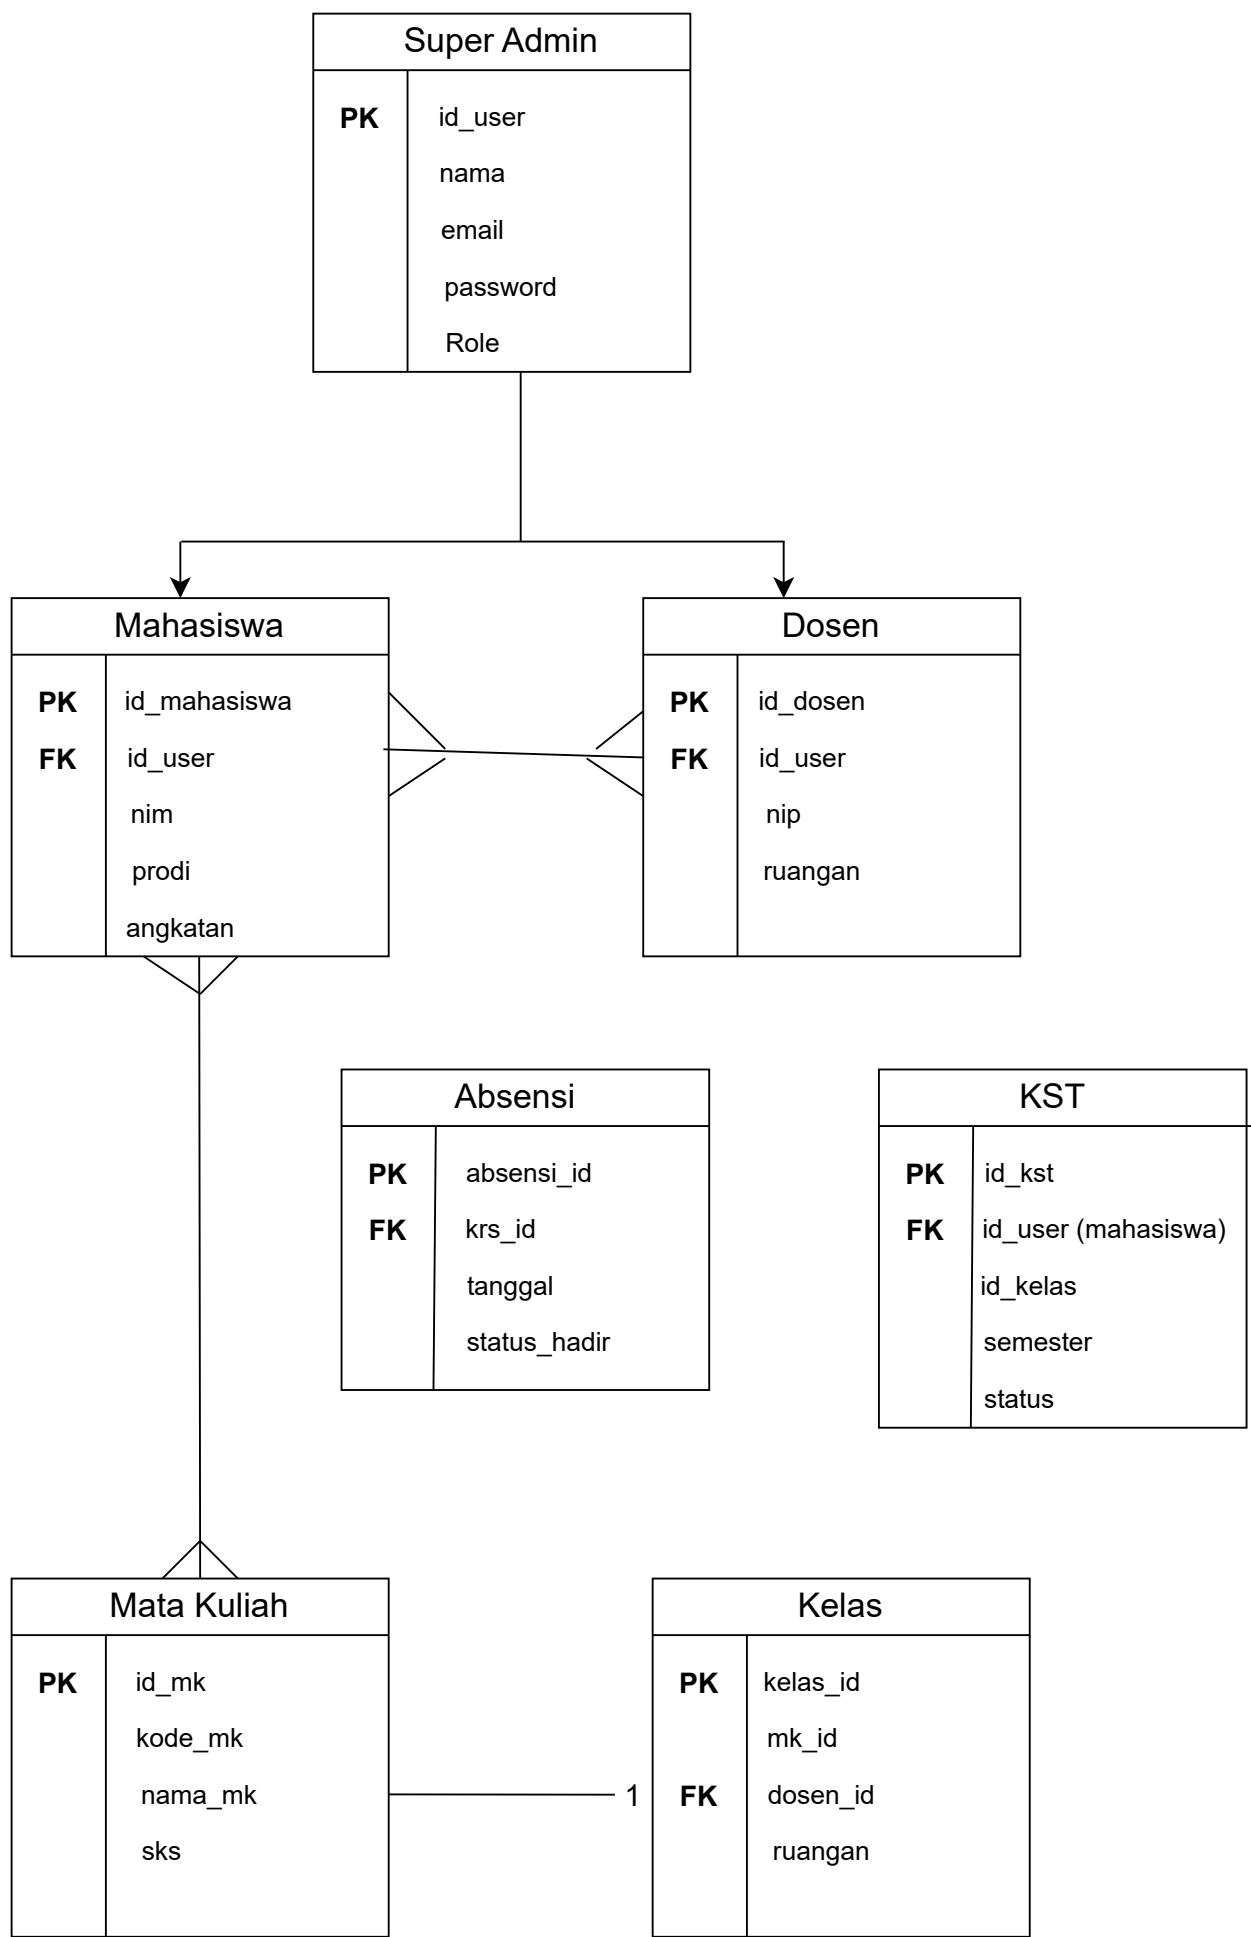 Super Admin
PK id_user
nama
email
password
Role
Mahasiswa
PK id_mahasiswa
FK id_user
nim
prodi
angkatan
Dosen
PK id_dosen
FK id_user
nip
ruangan
Absensi
PK absensi_id
FK krs_id
tanggal
status_hadir
KST
PK id_kst
FK id_user (mahasiswa)
id_kelas
semester
status
Mata Kuliah
PK id_mk
kode_mk
nama_mk
sks
1
Kelas
PK kelas_id
mk_id
FK dosen_id
ruangan